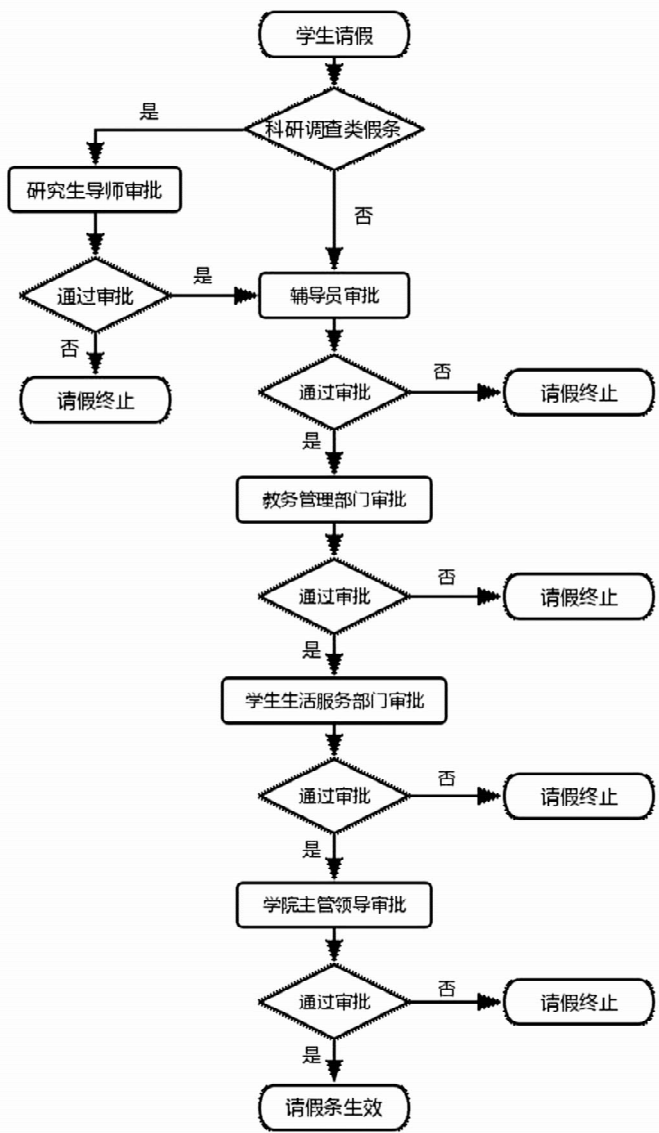 学生请假
科研调查类假条
是
研究生导师审批
否
通过审批
是
辅导员审批
否
请假终止
通过审批
否
请假终止
是
教务管理部门审批
通过审批
否
请假终止
是
学生生活服务部门审批
通过审批
否
请假终止
是
学院主管领导审批
通过审批
否
请假终止
是
请假条生效